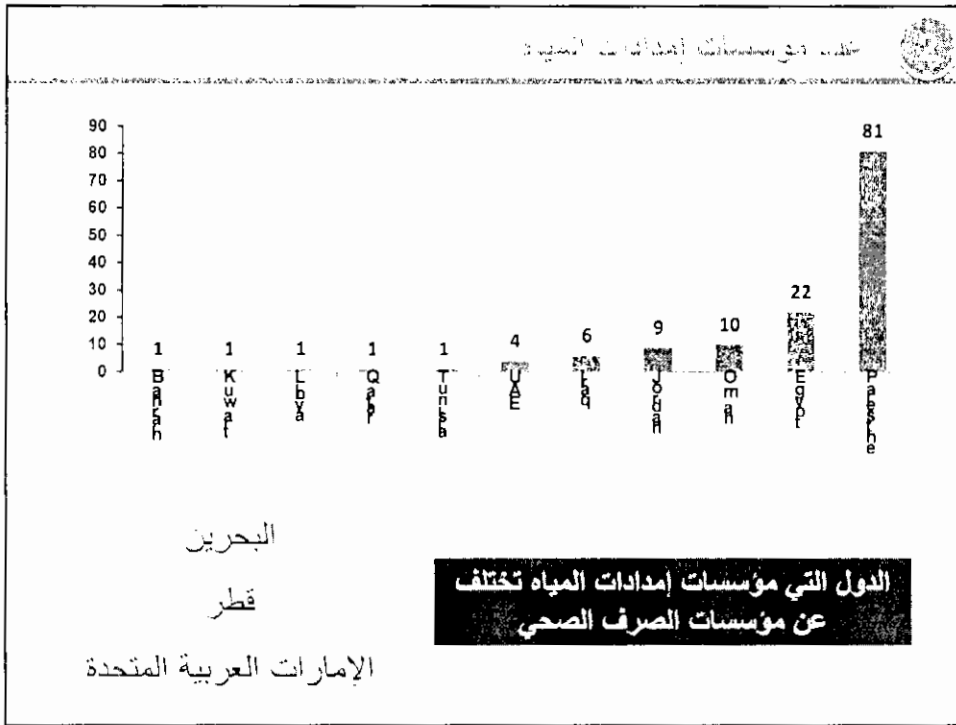 عدد مؤسسات إمدادات المياه
90
80
70
60
50
40
30
20
10
0
1
1
1
1
1
4
6
9
10
22
81
Bahrain
Kuwait
Libya
Qatar
Tunisia
UAE
Iraq
Jordan
Oman
Egypt
Palestine
البحرين
قطر
الإمارات العربية المتحدة
الدول التي مؤسسات إمدادات المياه تختلف
عن مؤسسات الصرف الصحي